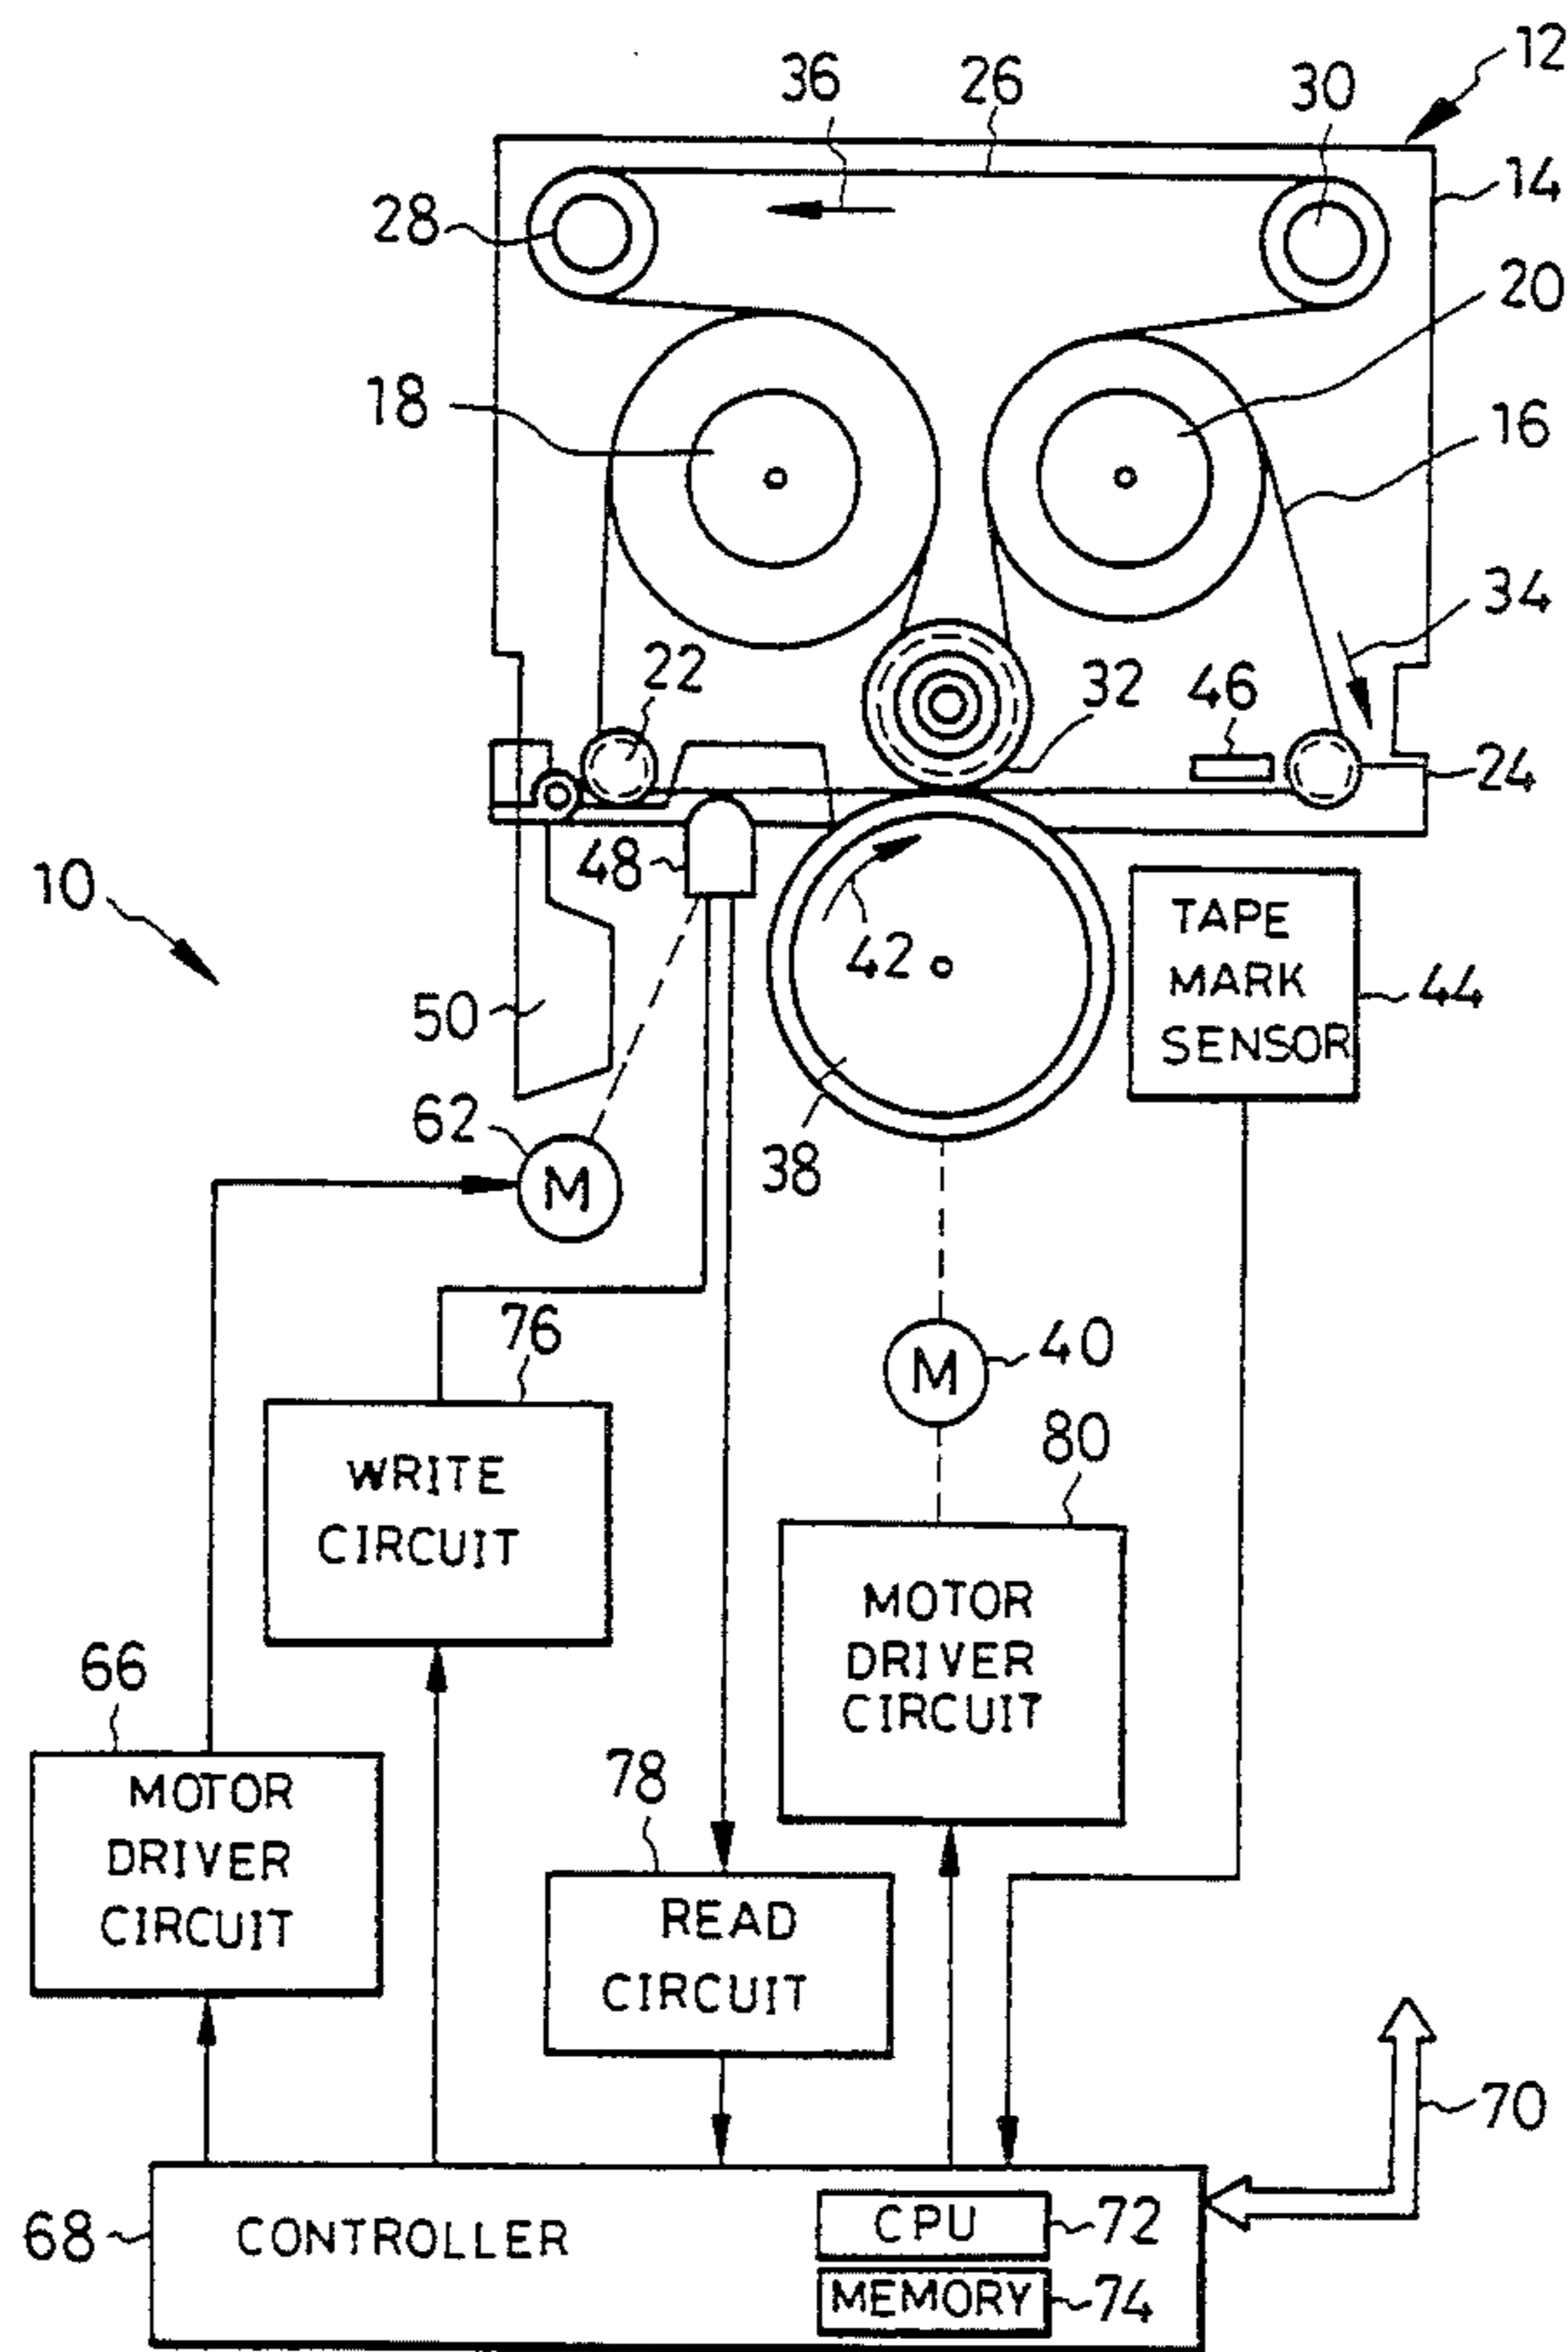 12
36
26
30
14
28
20
18
16
34
22
32
46
24
48
10
42
TAPE
MARK
SENSOR
44
50
62
M
38
76
M
40
80
WRITE
CIRCUIT
MOTOR
DRIVER
CIRCUIT
66
78
MOTOR
DRIVER
CIRCUIT
READ
CIRCUIT
70
68
CONTROLLER
CPU
72
MEMORY
74